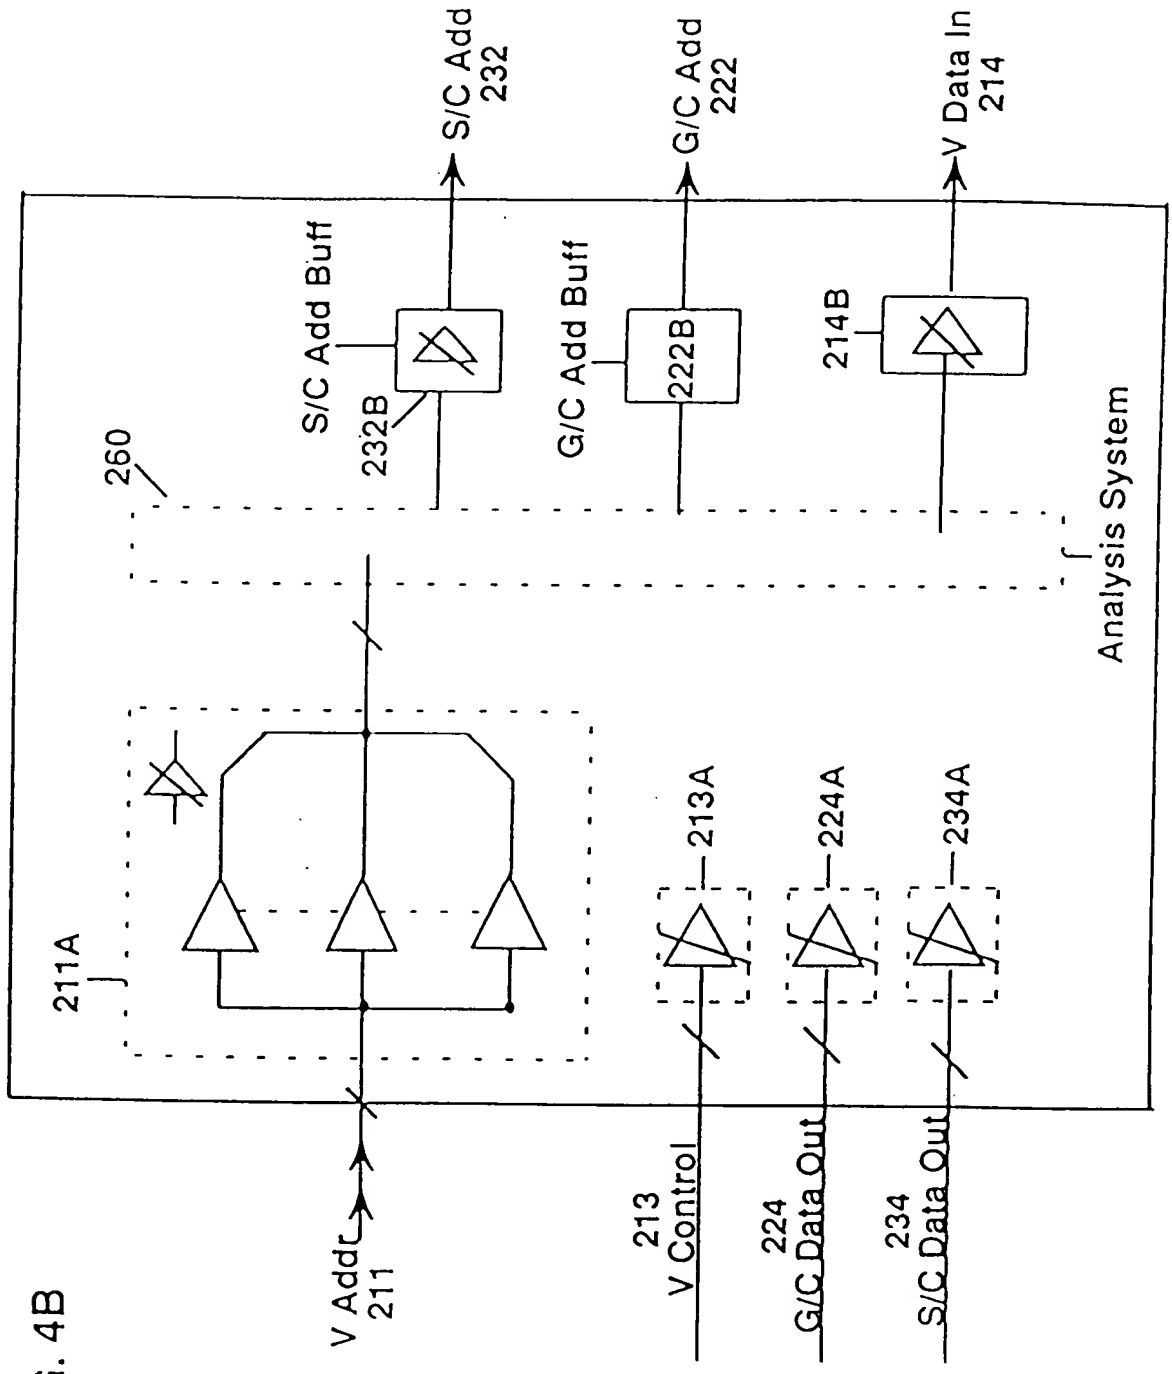 G. 4B
V Addr
211
211A
260
S/C Add Buff
232B
S/C Add
232
G/C Add Buff
222B
G/C Add
222
214B
V Data In
214
213
V Control
213A
224
G/C Data Out
224A
234
S/C Data Out
234A
Analysis System